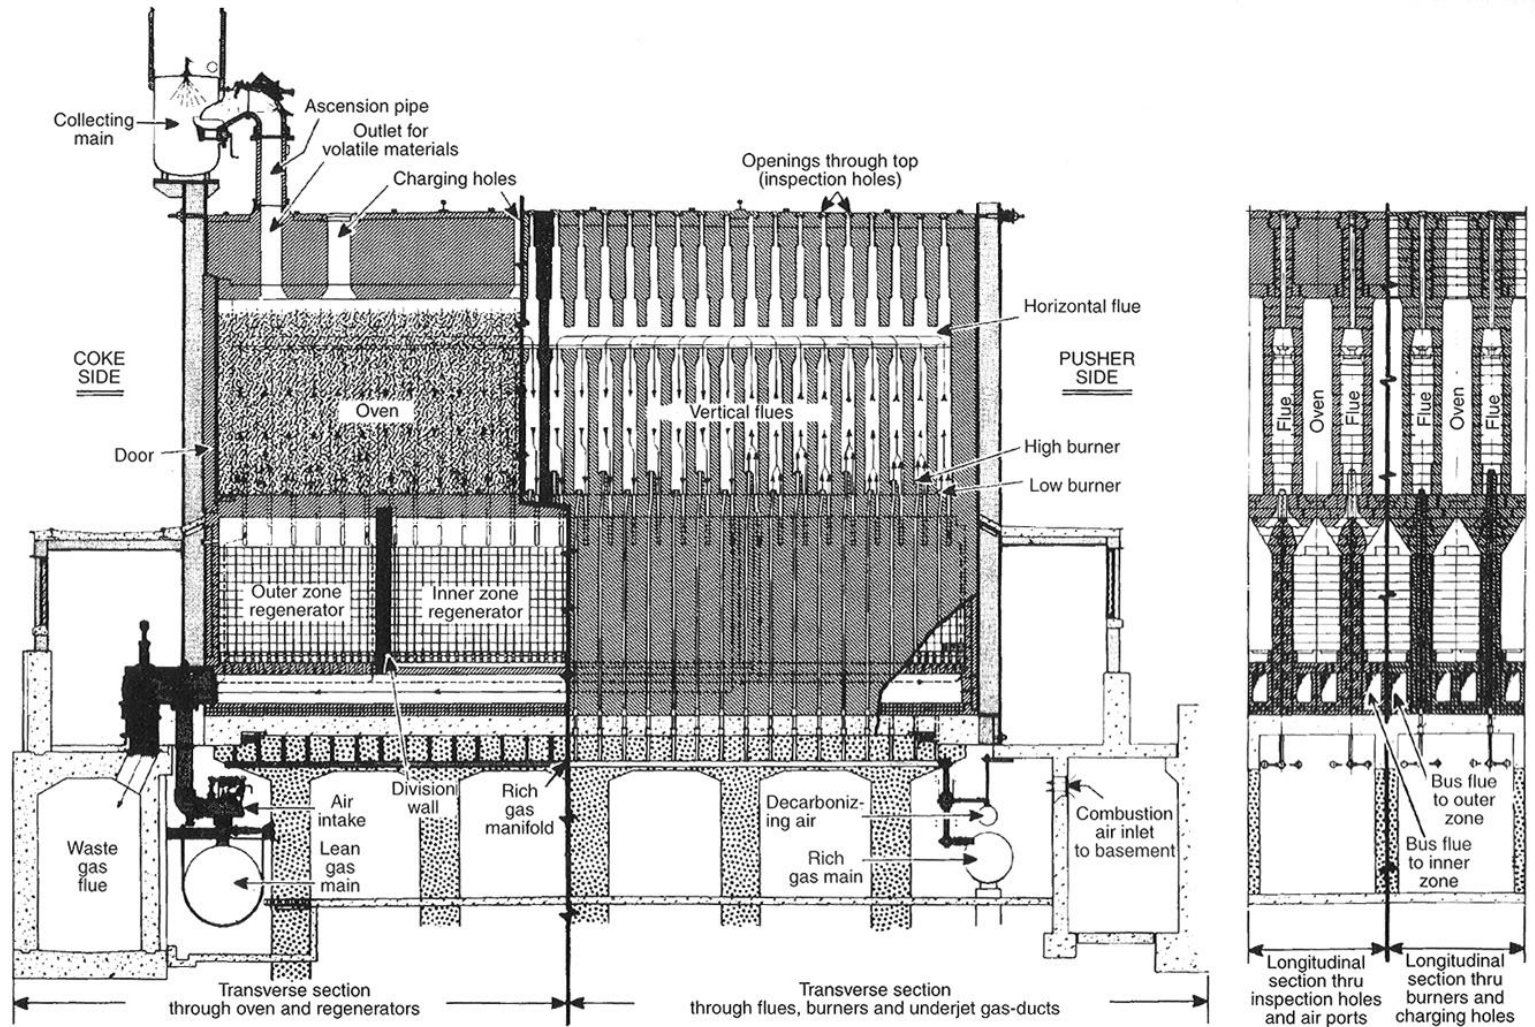 Collecting
main
Ascension pipe
Outlet for
volatile materials
Charging holes
Openings through top
(inspection holes)
Horizontal flue
COKE
SIDE
PUSHER
SIDE
Oven
Vertical flues
Door
High burner
Low burner
Outer zone
regenerator
Inner zone
regenerator
Division
wall
Rich
gas
manifold
Air
intake
Lean
gas
main
Waste
gas
flue
Decarboniz-
ing air
Rich
gas main
Combustion
air inlet
to basement
Transverse section
through oven and regenerators
Transverse section
through flues, burners and underjet gas-ducts
Flue
Oven
Flue
Flue
Oven
Flue
Bus flue
to outer
zone
Bus flue
to inner
zone
Longitudinal
section thru
inspection holes
and air ports
Longitudinal
section thru
burners and
charging holes